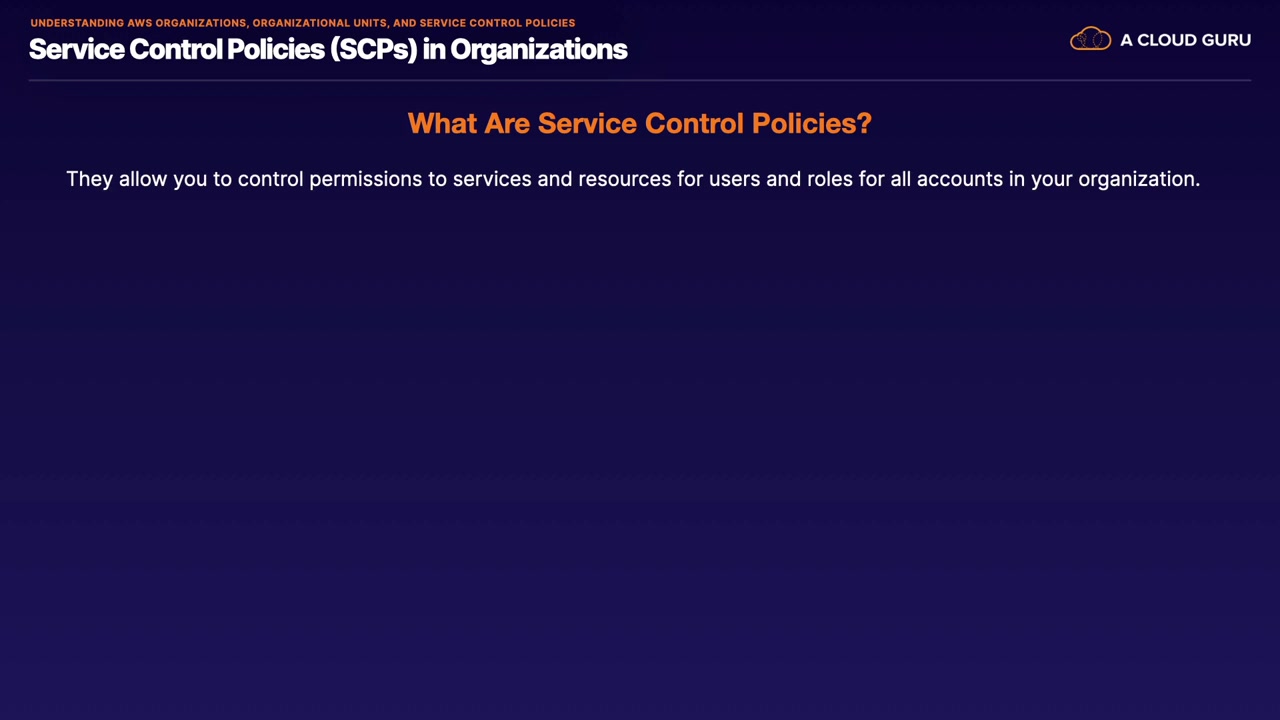 UNDERSTANDING AWS ORGANIZATIONS, ORGANIZATIONAL UNITS, AND SERVICE CONTROL POLICIES
Service Control Policies (SCPs) in Organizations
A CLOUD GURU
What Are Service Control Policies?
They allow you to control permissions to services and resources for users and roles for all accounts in your organization.